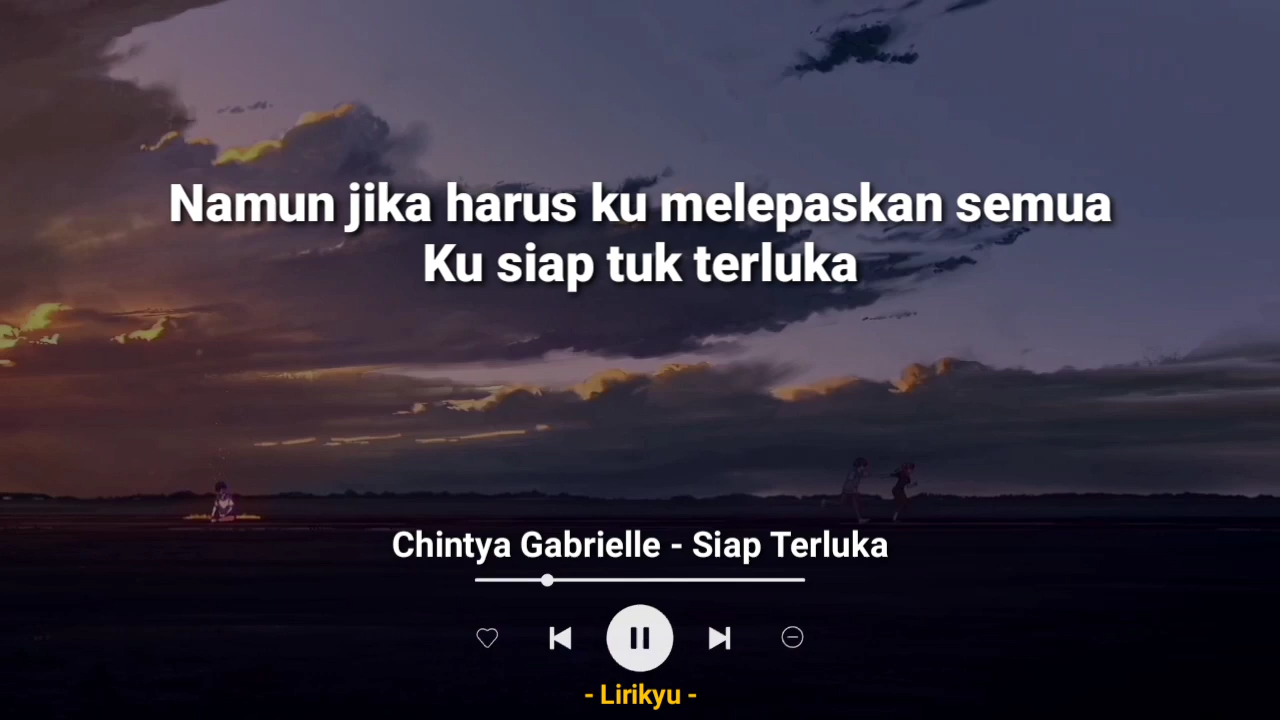 Namun jika harus ku melepaskan semua
Ku siap tuk terluka
Chintya Gabrielle - Siap Terluka
- Lirikyu -